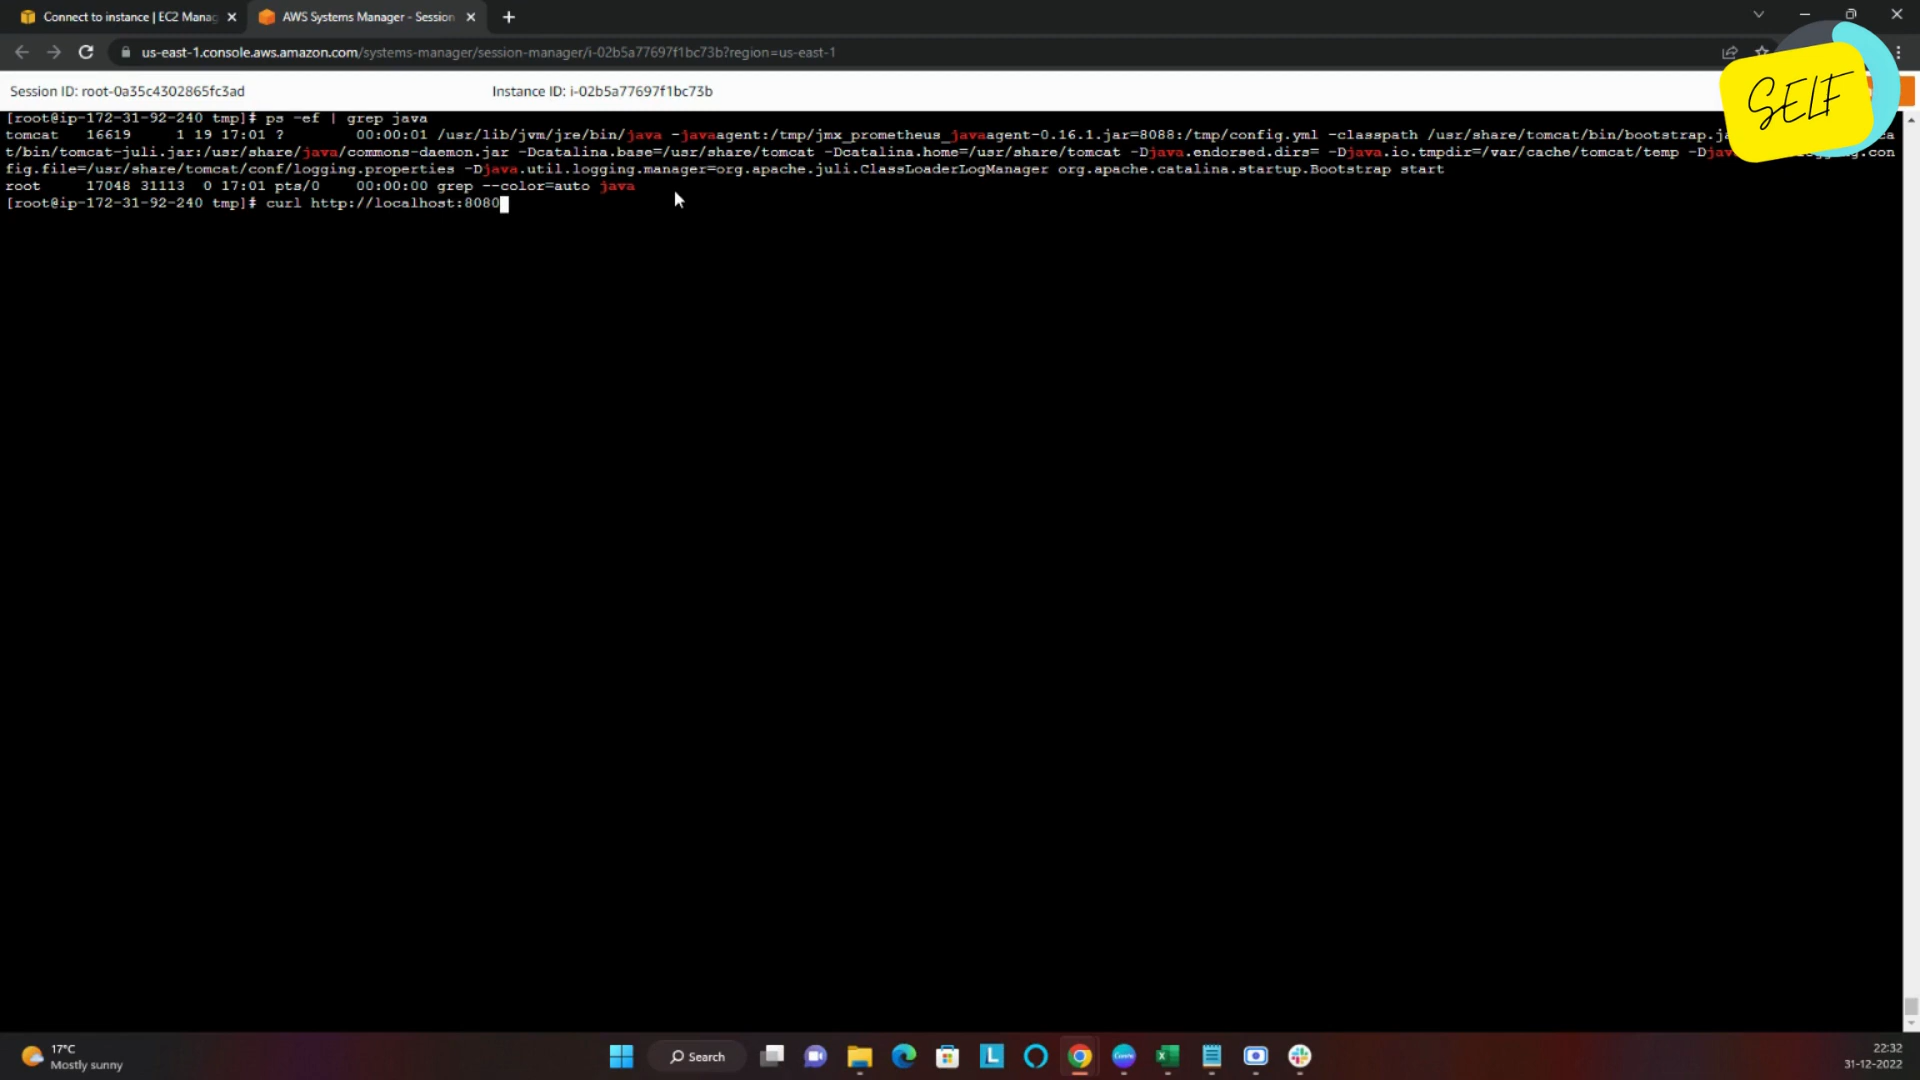 Connect to instance | EC2 Manag
AWS Systems Manager - Session
us-east-1.console.aws.amazon.com/systems-manager/session-manager/i-02b5a77697f1bc73b?region=us-east-1
Session ID: root-0a35c4302865fc3ad
Instance ID: i-02b5a77697f1bc73b
SELF
[root@ip-172-31-92-240 tmp]# ps -ef | grep java
tomcat 16619 1 19 17:01 ? 00:00:01 /usr/lib/jvm/jre/bin/java -javaagent:/tmp/jmx_prometheus_javaagent-0.16.1.jar=8088:/tmp/config.yml -classpath /usr/share/tomcat/bin/bootstrap.ja
t/bin/tomcat-juli.jar:/usr/share/java/commons-daemon.jar -Dcatalina.base=/usr/share/tomcat -Dcatalina.home=/usr/share/tomcat -Djava.endorsed.dirs= -Djava.io.tmpdir=/var/cache/tomcat/temp -Djav logging.con
fig.file=/usr/share/tomcat/conf/logging.properties -Djava.util.logging.manager=org.apache.juli.ClassLoaderLogManager org.apache.catalina.startup.Bootstrap start
root 17048 31113 0 17:01 pts/0 00:00:00 grep --color=auto java
[root@ip-172-31-92-240 tmp]# curl http://localhost:8080
17°C
Mostly sunny
Search
22:32
31-12-2022